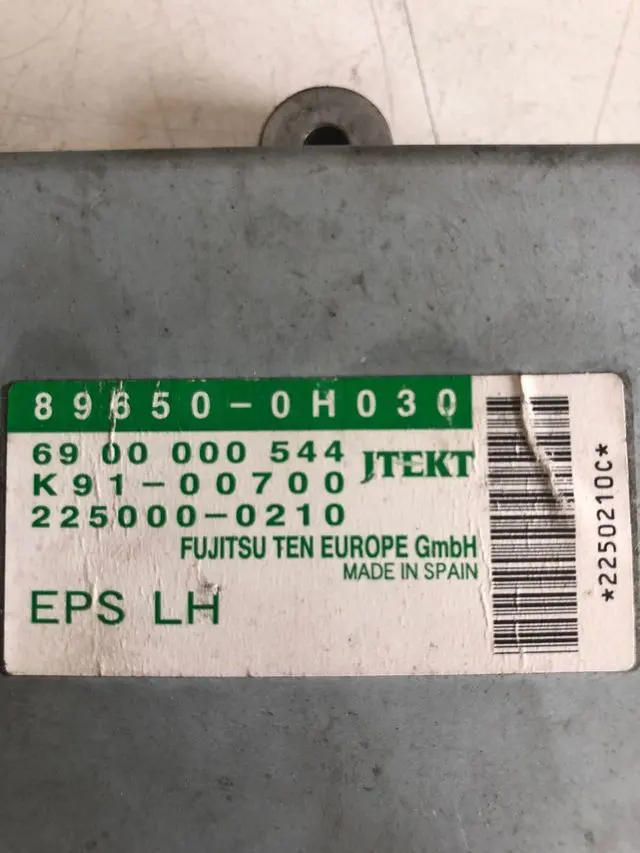 89650-0H030
69 00 000 544
JTEKT
K91-00700
225000-0210
FUJITSU TEN EUROPE GmbH
MADE IN SPAIN
EPS LH
*2250210C*